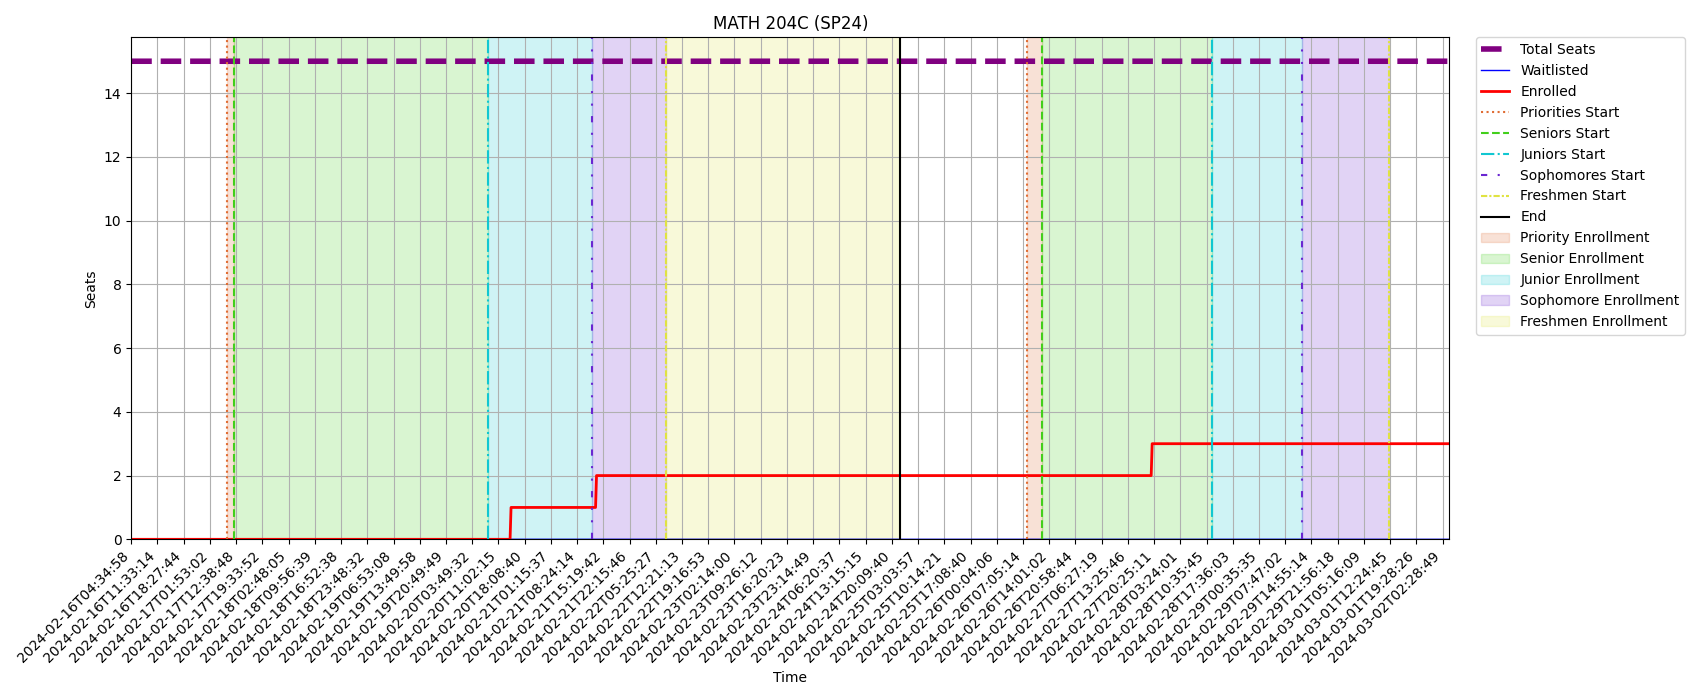 MATH 204C (SP24)
Total Seats
Waitlisted
Enrolled
Priorities Start
Seniors Start
Juniors Start
Sophomores Start
Freshmen Start
End
Priority Enrollment
Senior Enrollment
Junior Enrollment
Sophomore Enrollment
Freshmen Enrollment
Seats
14
12
10
8
6
4
2
0
2024-02-16T04:34:58
2024-02-16T11:33:14
2024-02-16T18:27:44
2024-02-17T01:53:02
2024-02-17T12:38:48
2024-02-17T19:33:52
2024-02-18T02:48:05
2024-02-18T09:56:39
2024-02-18T16:52:38
2024-02-18T23:48:32
2024-02-19T06:53:08
2024-02-19T13:49:58
2024-02-19T20:49:49
2024-02-20T03:49:32
2024-02-20T11:02:15
2024-02-20T18:08:40
2024-02-21T01:15:37
2024-02-21T08:24:14
2024-02-21T15:19:42
2024-02-21T22:15:46
2024-02-22T05:25:27
2024-02-22T12:21:13
2024-02-22T19:16:53
2024-02-23T02:14:00
2024-02-23T09:26:12
2024-02-23T16:20:23
2024-02-23T23:14:49
2024-02-24T06:20:37
2024-02-24T13:15:15
2024-02-24T20:09:40
2024-02-25T03:03:57
2024-02-25T10:14:21
2024-02-25T17:08:40
2024-02-26T00:04:06
2024-02-26T07:05:14
2024-02-26T14:01:02
2024-02-26T20:58:44
2024-02-27T06:27:19
2024-02-27T13:25:46
2024-02-27T20:25:11
2024-02-28T03:24:01
2024-02-28T10:35:45
2024-02-28T17:36:03
2024-02-29T00:35:35
2024-02-29T07:47:02
2024-02-29T14:55:14
2024-02-29T21:56:18
2024-03-01T05:16:09
2024-03-01T12:24:45
2024-03-01T19:28:26
2024-03-02T02:28:49
Time